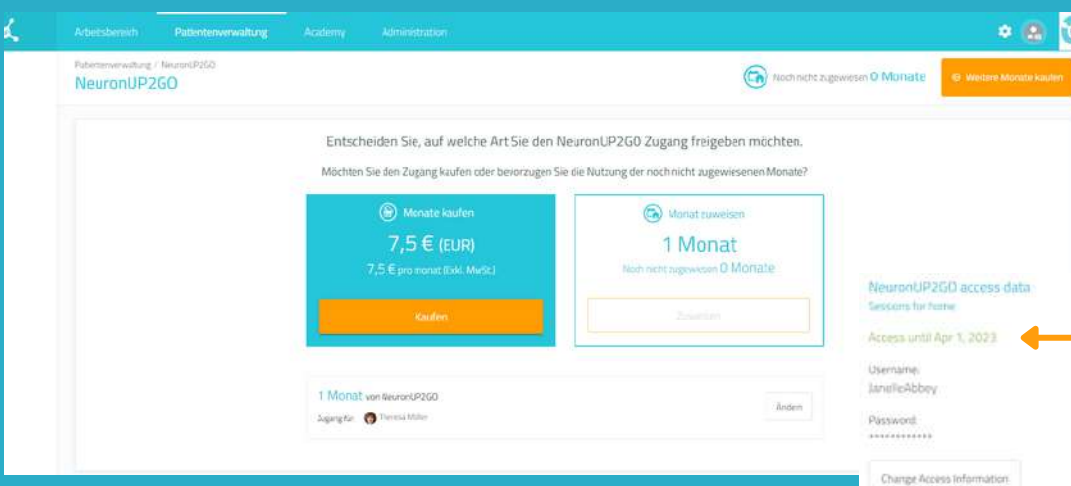 Arbeitsbereich Patientenverwaltung Academy Administration
Patientenverwaltung / NeuronUP2GO
NeuronUP2GO
Noch nicht zugewiesen 0 Monate
Weitere Monate kaufen
Entscheiden Sie, auf welche Art Sie den NeuronUP2GO Zugang freigeben möchten.
Möchten Sie den Zugang kaufen oder bevorzugen Sie die Nutzung der noch nicht zugewiesenen Monate?
Monate kaufen
7,5 € (EUR)
7,5 € pro monat (Exkl. MwSt.)
Kaufen
Monat zuweisen
1 Monat
Noch nicht zugewiesen 0 Monate
Zuweisen
1 Monat von NeuronUP2GO
Zugang für Theresa Miller
Ändern
NeuronUP2GO access data
Sessions for home
Access until Apr 1, 2023
Username:
JanelleAbbey
Password:
************
Change Access Information